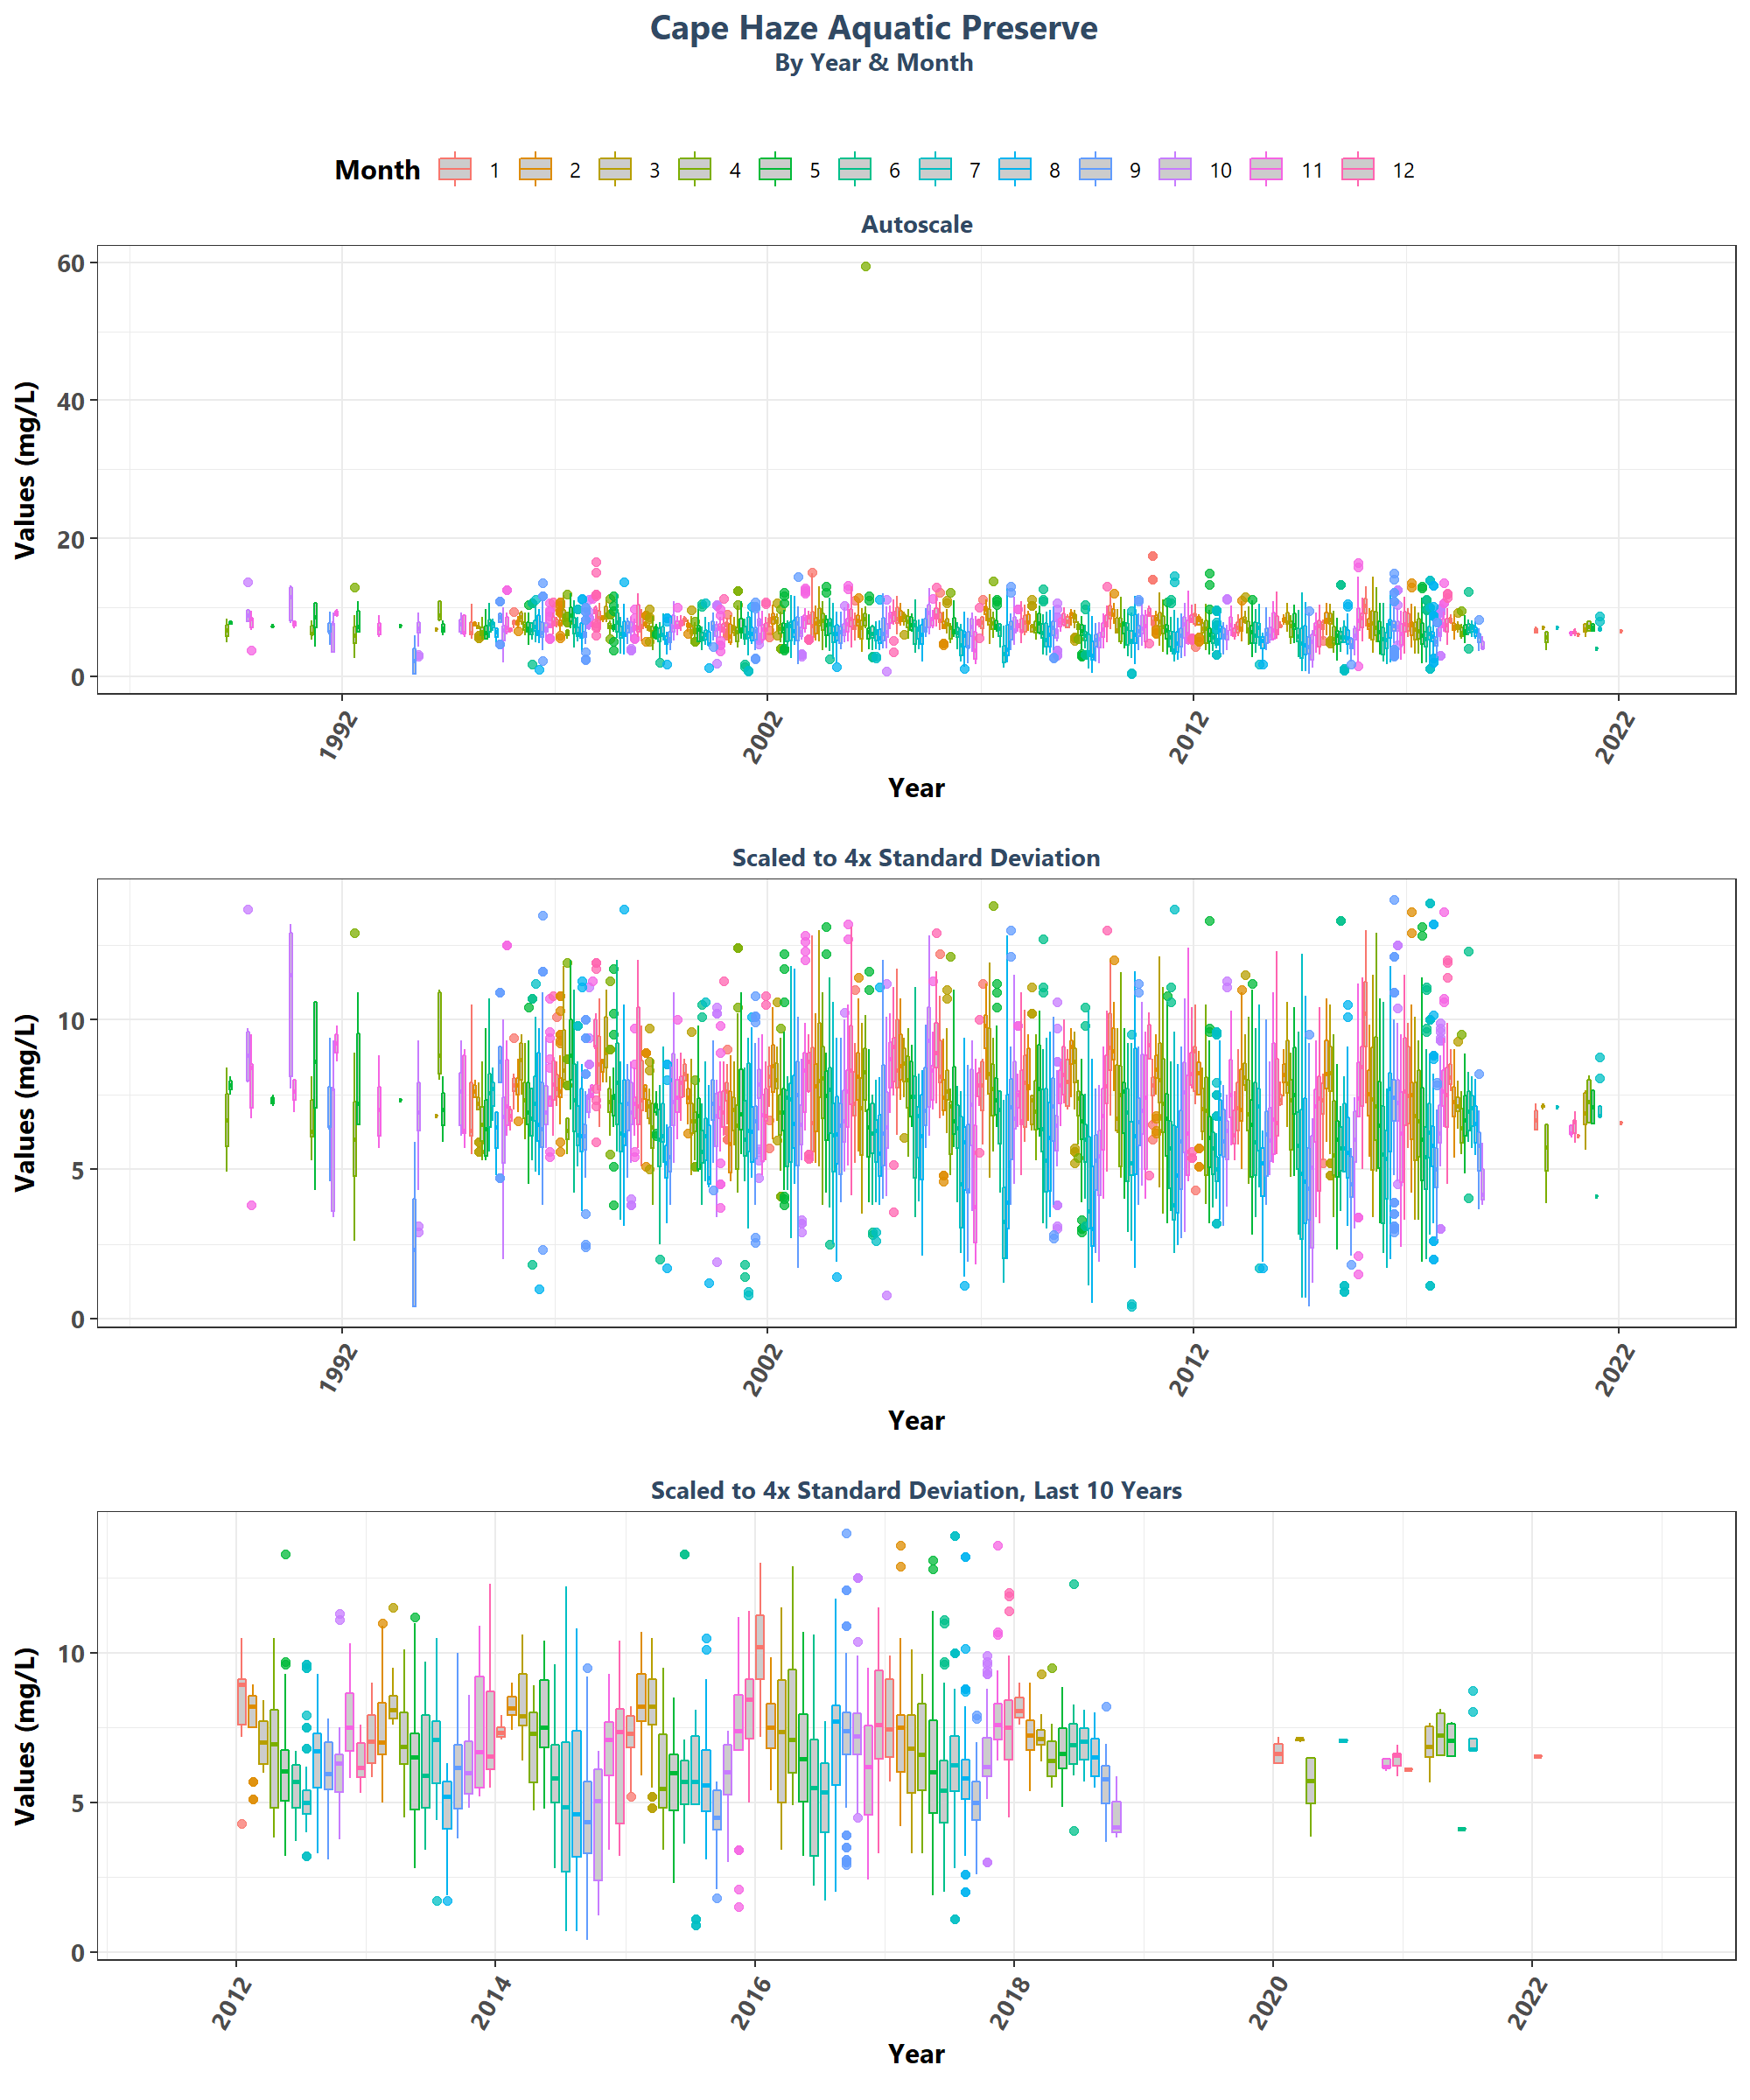 Cape Haze Aquatic Preserve
By Year & Month
Month 1 2 3 4 5 6 7 8 9 10 11 12
Autoscale
Values (mg/L)
60
40
20
0
1992 2002 2012 2022
Year
Scaled to 4x Standard Deviation
Values (mg/L)
10
5
0
1992 2002 2012 2022
Year
Scaled to 4x Standard Deviation, Last 10 Years
Values (mg/L)
10
5
0
2012 2014 2016 2018 2020 2022
Year